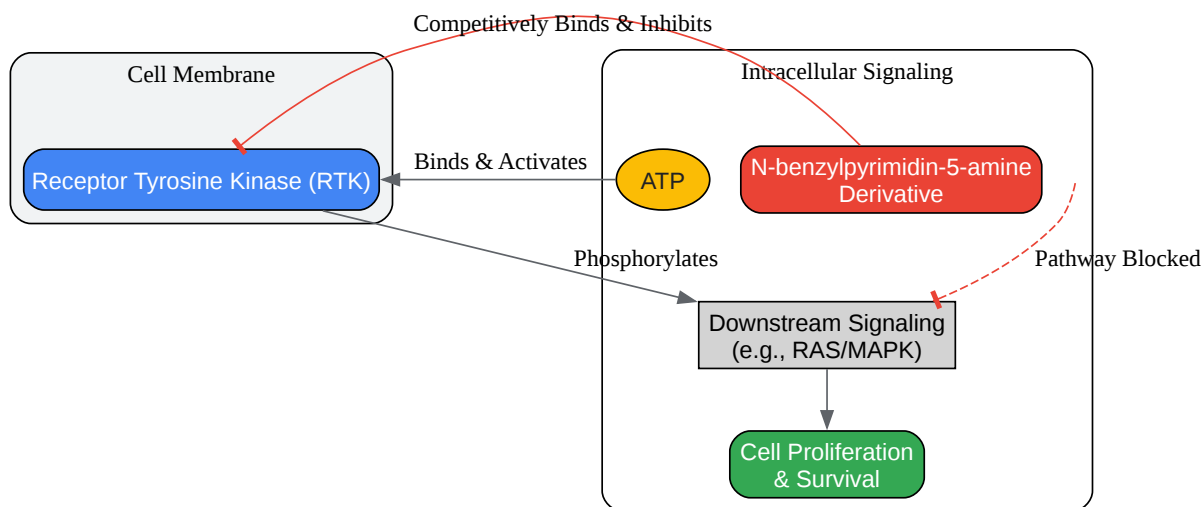 Competitively Binds & Inhibits
Cell Membrane
Intracellular Signaling
Receptor Tyrosine Kinase (RTK)
Binds & Activates
ATP
N-benzylpyrimidin-5-amine
Derivative
Phosphorylates
Pathway Blocked
Downstream Signaling
(e.g., RAS/MAPK)
Cell Proliferation
& Survival